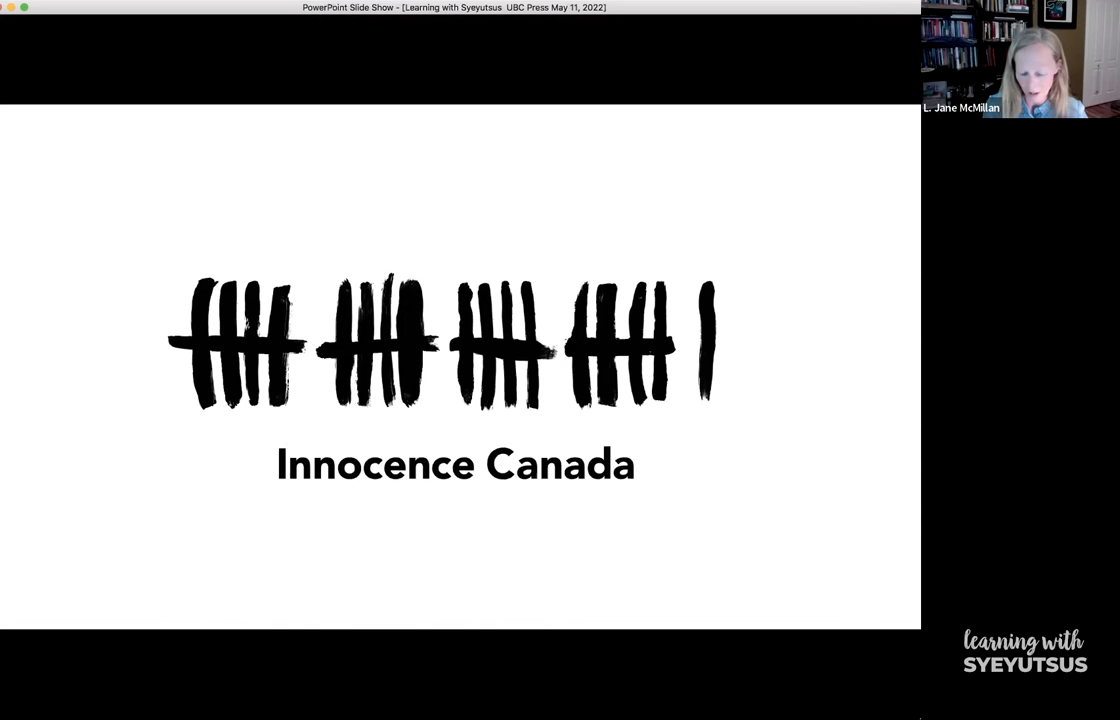 PowerPoint Slide Show - [Learning with Syeyutsus  UBC Press May 11, 2022]
L. Jane McMillan
Innocence Canada
learning with
SYEYUTSUS